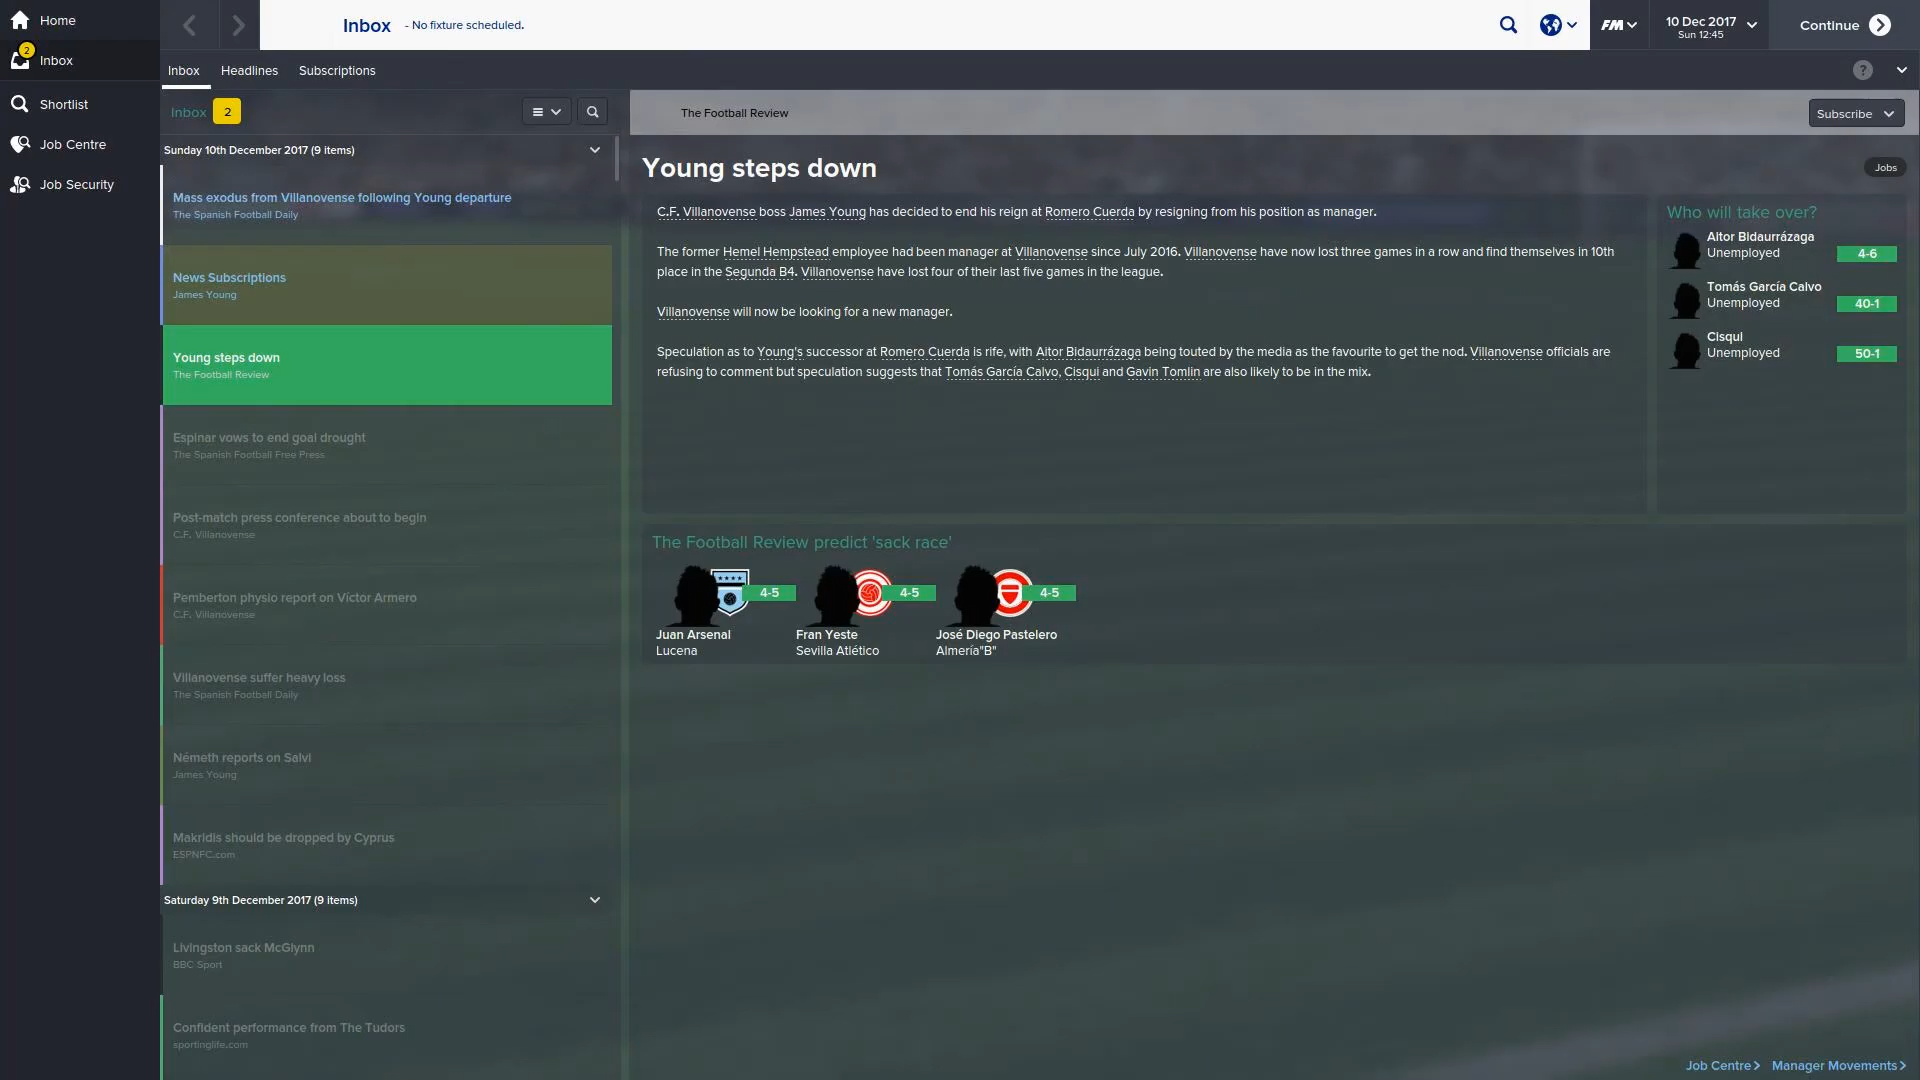 Home
2
Inbox
Shortlist
Job Centre
Job Security
Inbox - No fixture scheduled.
FM
10 Dec 2017
Sun 12:45
Continue
Inbox Headlines Subscriptions
?
Inbox 2
Sunday 10th December 2017 (9 items)
Mass exodus from Villanovense following Young departure
The Spanish Football Daily
News Subscriptions
James Young
Young steps down
The Football Review
Espinar vows to end goal drought
The Spanish Football Free Press
Post-match press conference about to begin
C.F. Villanovense
Pemberton physio report on Víctor Armero
C.F. Villanovense
Villanovense suffer heavy loss
The Spanish Football Daily
Németh reports on Salvi
James Young
Makridis should be dropped by Cyprus
ESPNFC.com
Saturday 9th December 2017 (9 items)
Livingston sack McGlynn
BBC Sport
Confident performance from The Tudors
sportinglife.com
The Football Review
Subscribe
Young steps down
Jobs
C.F. Villanovense boss James Young has decided to end his reign at Romero Cuerda by resigning from his position as manager.
The former Hemel Hempstead employee had been manager at Villanovense since July 2016. Villanovense have now lost three games in a row and find themselves in 10th
place in the Segunda B4. Villanovense have lost four of their last five games in the league.
Villanovense will now be looking for a new manager.
Speculation as to Young's successor at Romero Cuerda is rife, with Aitor Bidaurrázaga being touted by the media as the favourite to get the nod. Villanovense officials are
refusing to comment but speculation suggests that Tomás García Calvo, Cisqui and Gavin Tomlin are also likely to be in the mix.
Who will take over?
Aitor Bidaurrázaga
Unemployed
4-6
Tomás García Calvo
Unemployed
40-1
Cisqui
Unemployed
50-1
The Football Review predict 'sack race'
4-5
Juan Arsenal
Lucena
4-5
Fran Yeste
Sevilla Atlético
4-5
José Diego Pastelero
Almería"B"
Job Centre> Manager Movements>